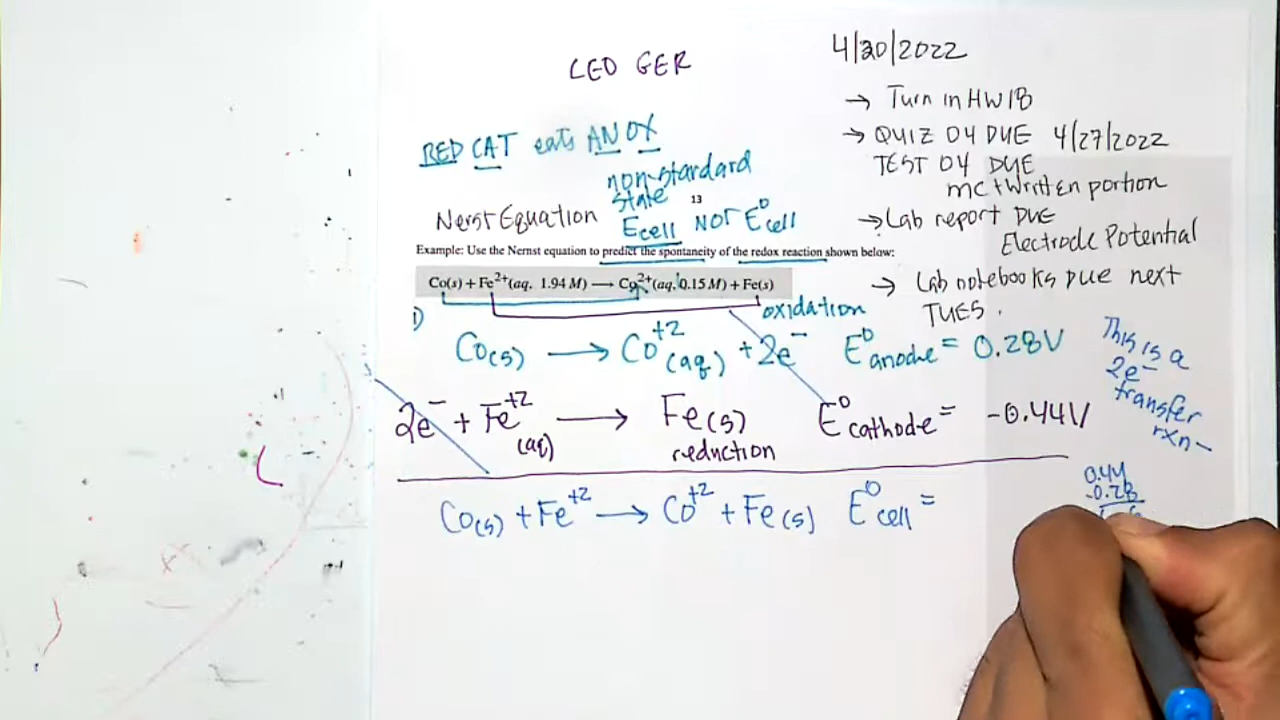 LEO GER
RED CAT eats AN OX
non-standard
state
13
Nerst Equation Ecell NOT E°cell
Example: Use the Nernst equation to predict the spontaneity of the redox reaction shown below:
Co(s) + Fe²⁺(aq, 1.94 M) ⟶ Co²⁺(aq, 0.15 M) + Fe(s)
1)
oxidation
Co(s) ⟶ Co⁺²(aq) + 2e⁻ E°anode = 0.28V
2e⁻ + Fe⁺²(aq) ⟶ Fe(s) E°cathode = -0.44V
reduction
Co(s) + Fe⁺² ⟶ Co⁺² + Fe(s) E°cell =
4/20/2022
→ Turn in HW18
→ QUIZ 04 DUE 4/27/2022
TEST 04 DUE
mc + written portion
→ Lab report DUE
Electrode Potential
→ Lab notebooks DUE next
TUES.
This is a
2e⁻
transfer
rxn-
0.44
-0.28